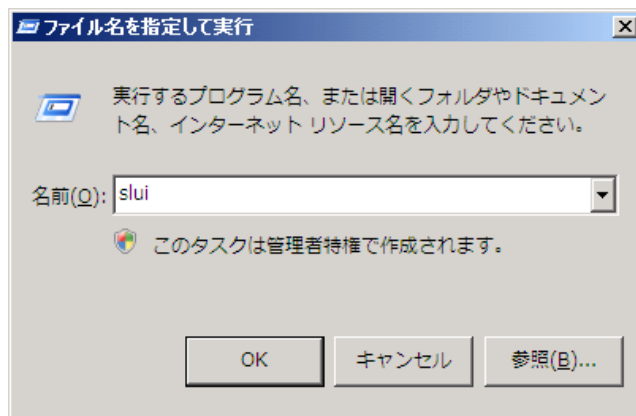 ファイル名を指定して実行
実行するプログラム名、または開くフォルダやドキュメン
ト名、インターネット リソース名を入力してください。
名前(O): slui
このタスクは管理者特権で作成されます。
OK キャンセル 参照(B)...